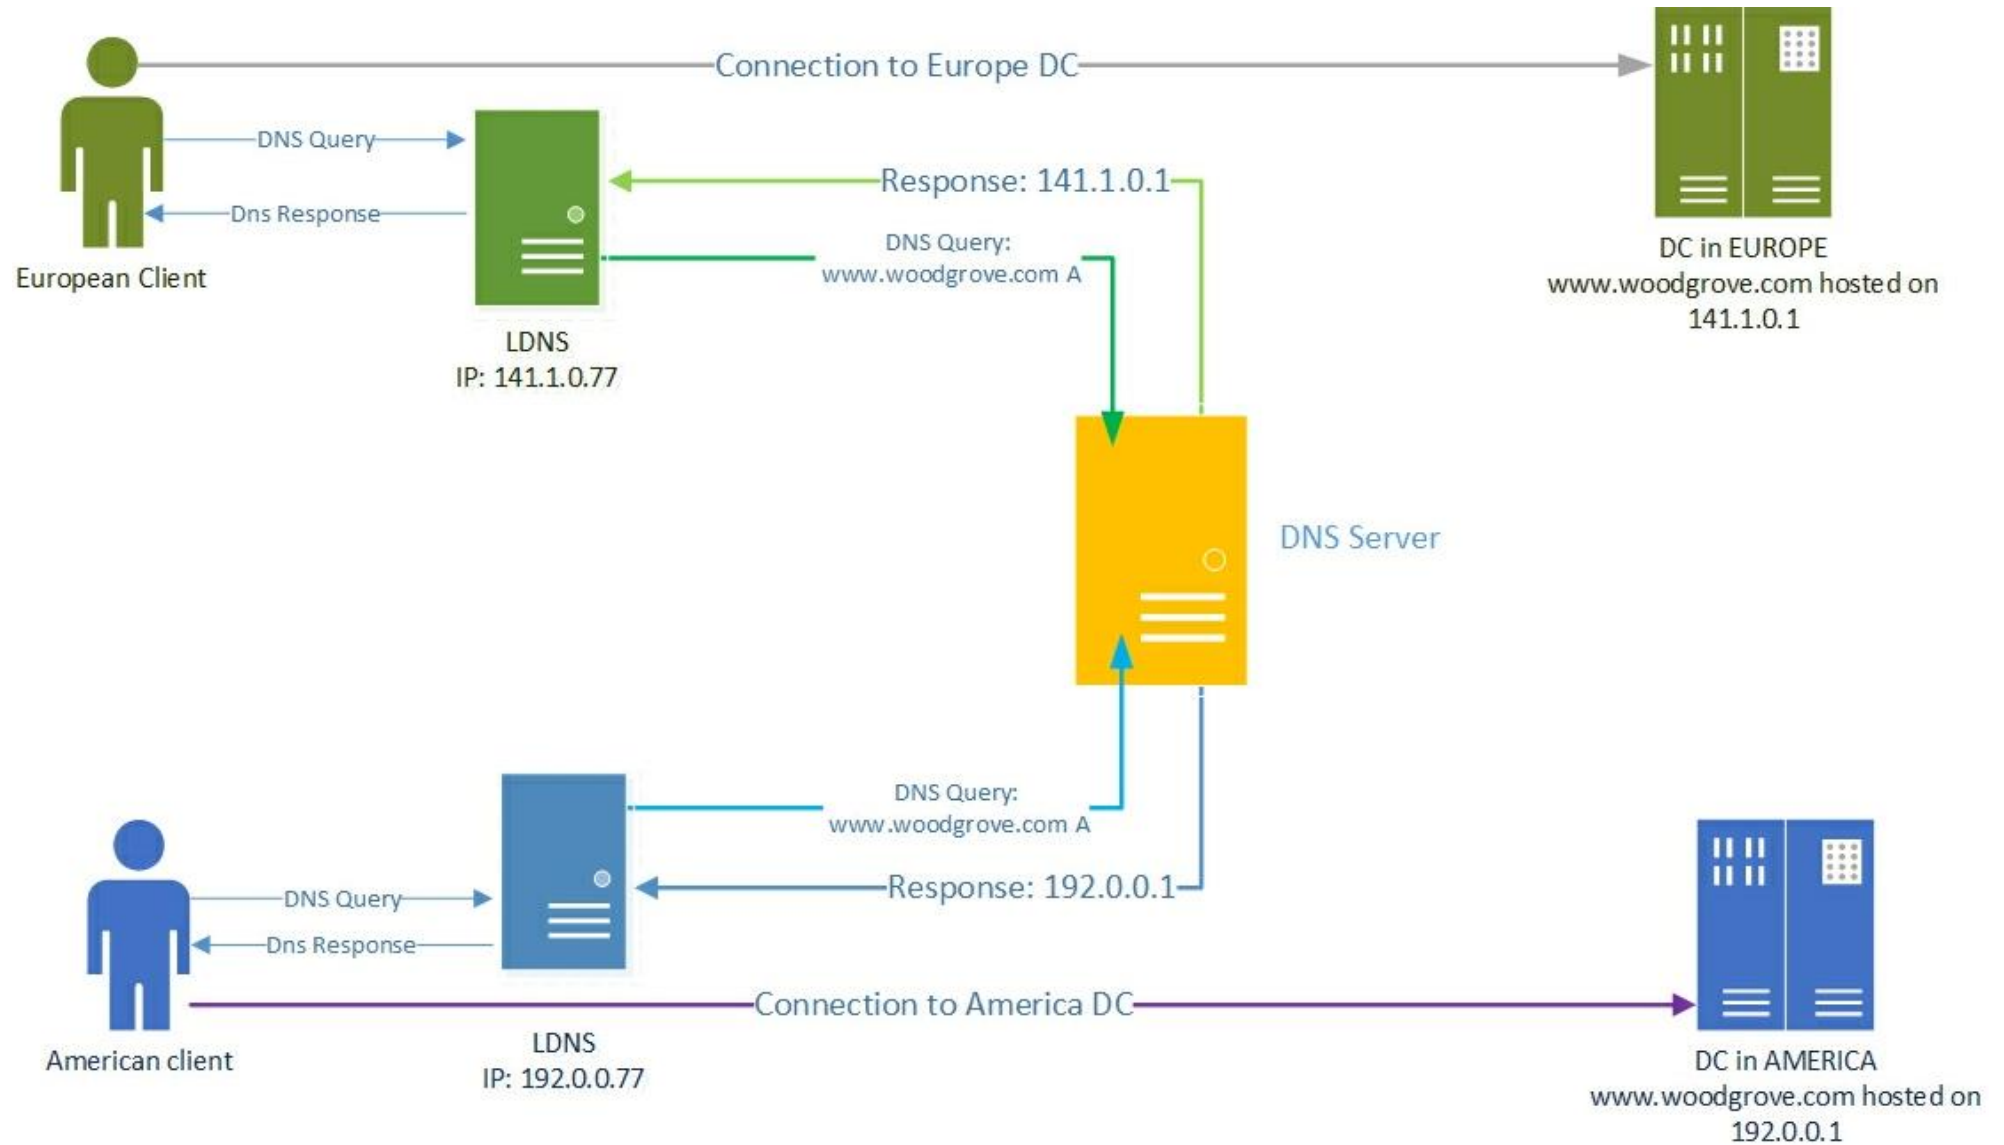 Connection to Europe DC
DNS Query
Response: 141.1.0.1
Dns Response
DNS Query:
www.woodgrove.com A
European Client
DC in EUROPE
www.woodgrove.com hosted on
141.1.0.1
LDNS
IP: 141.1.0.77
DNS Server
DNS Query:
www.woodgrove.com A
DNS Query
Response: 192.0.0.1
Dns Response
Connection to America DC
American client
LDNS
IP: 192.0.0.77
DC in AMERICA
www.woodgrove.com hosted on
192.0.0.1